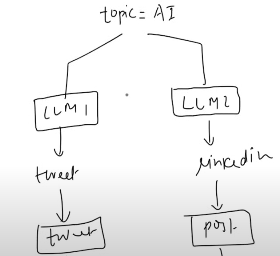 topic = AI
LLM1 LLM2
tweet linkedin
tweet post